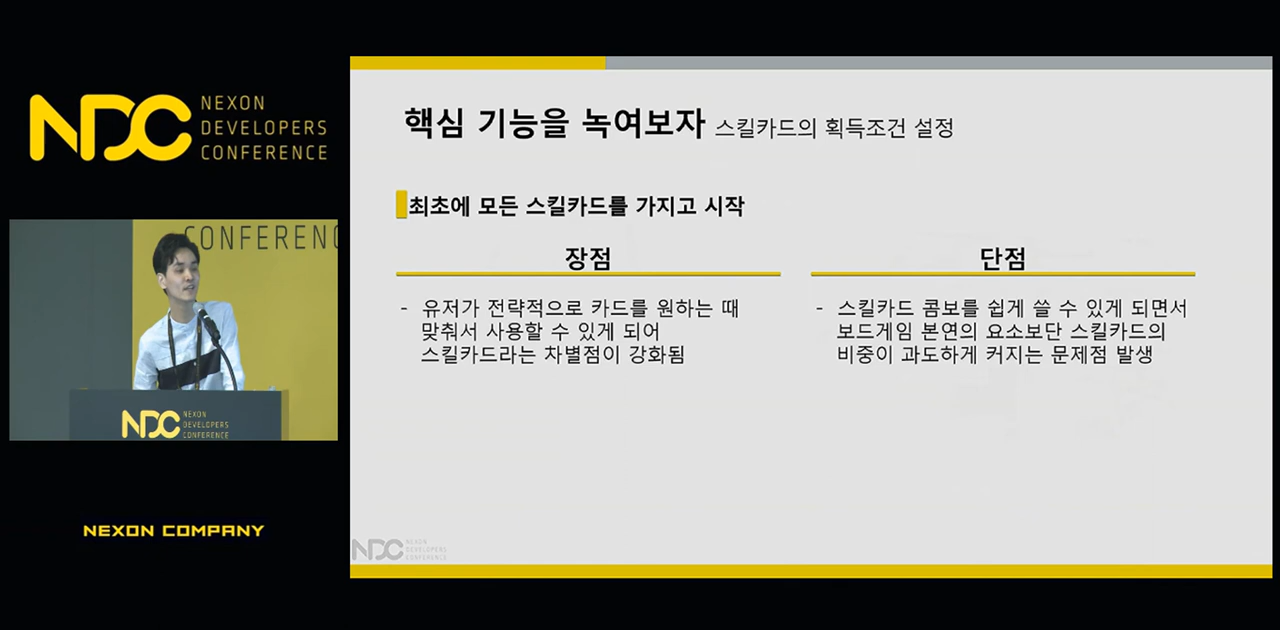 NDC NEXON
DEVELOPERS
CONFERENCE
CONFERENC
NDC NEXON
DEVELOPERS
CONFERENCE
NEXON COMPANY
핵심 기능을 녹여보자 스킬카드의 획득조건 설정
최초에 모든 스킬카드를 가지고 시작
장점
- 유저가 전략적으로 카드를 원하는 때
맞춰서 사용할 수 있게 되어
스킬카드라는 차별점이 강화됨
단점
- 스킬카드 콤보를 쉽게 쓸 수 있게 되면서
보드게임 본연의 요소보단 스킬카드의
비중이 과도하게 커지는 문제점 발생
NDC NEXON
DEVELOPERS
CONFERENCE